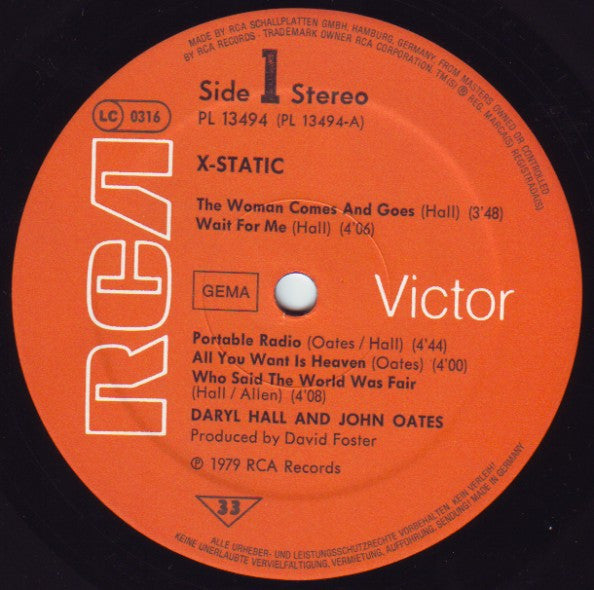 MADE BY RCA SCHALLPLATTEN GMBH, HAMBURG, GERMANY, FROM MASTERS OWNED OR CONTROLLED
BY RCA RECORDS · TRADEMARK OWNER RCA CORPORATION, TM(S) ® REG. MARCA(S) REGISTRADA(S)
Side 1 Stereo
PL 13494 (PL 13494-A)
LC 0316
X-STATIC
The Woman Comes And Goes (Hall) (3'48)
Wait For Me (Hall) (4'06)
RCA
GEMA
Victor
Portable Radio (Oates / Hall) (4'44)
All You Want Is Heaven (Oates) (4'00)
Who Said The World Was Fair
(Hall / Allen) (4'08)
DARYL HALL AND JOHN OATES
Produced by David Foster
℗ 1979 RCA Records
33
ALLE URHEBER- UND LEISTUNGSSCHUTZRECHTE VORBEHALTEN. KEIN VERLEIH!
KEINE UNERLAUBTE VERVIELFÄLTIGUNG, VERMIETUNG, AUFFÜHRUNG, SENDUNG! MADE IN GERMANY